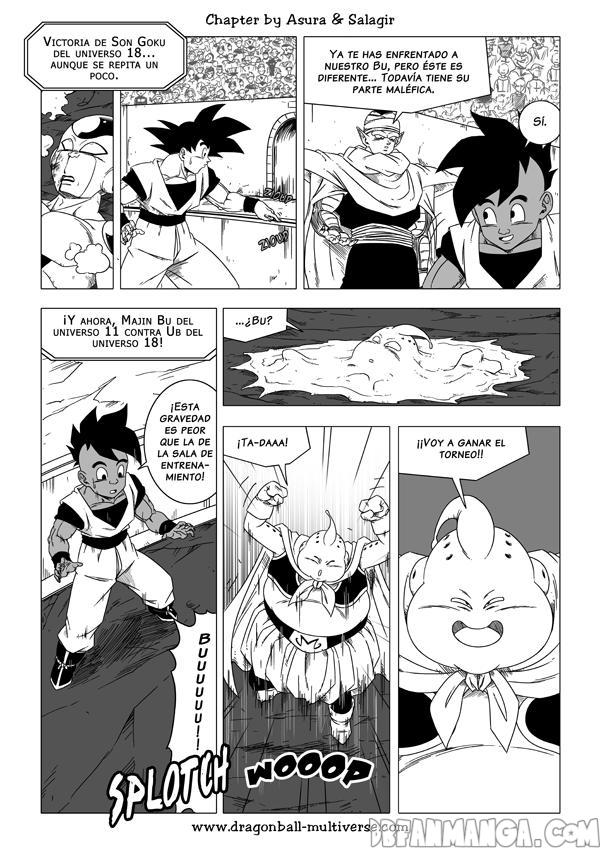 Chapter by Asura & Salagir
Victoria de Son Goku
del universo 18...
aunque se repita un
poco.
Ya te has enfrentado a
nuestro Bu, pero éste es
diferente... Todavía tiene su
parte maléfica.
Sí.
ZIOUP
ZIOUP
¡Y ahora, Majin Bu del
universo 11 contra Ub del
universo 18!
...¿Bu?
¡Esta
gravedad
es peor
que la de
la sala de
entrena-
miento!
¡Ta-daaa!
¡¡Voy a ganar el
torneo!!
BUUUUUU!!
SPLOTCH
WOOOP
www.dragonball-multiverse.com
DBFANMANGA.COM